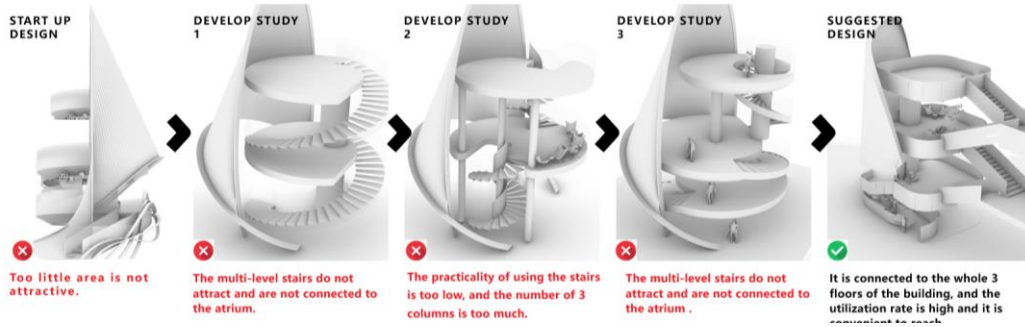 START UP
DESIGN
Too little area is not
attractive.
DEVELOP STUDY
1
The multi-level stairs do not
attract and are not connected to
the atrium.
DEVELOP STUDY
2
The practicality of using the stairs
is too low, and the number of 3
columns is too much.
DEVELOP STUDY
3
The multi-level stairs do not
attract and are not connected to
the atrium .
SUGGESTED
DESIGN
It is connected to the whole 3
floors of the building, and the
utilization rate is high and it is
convenient to reach